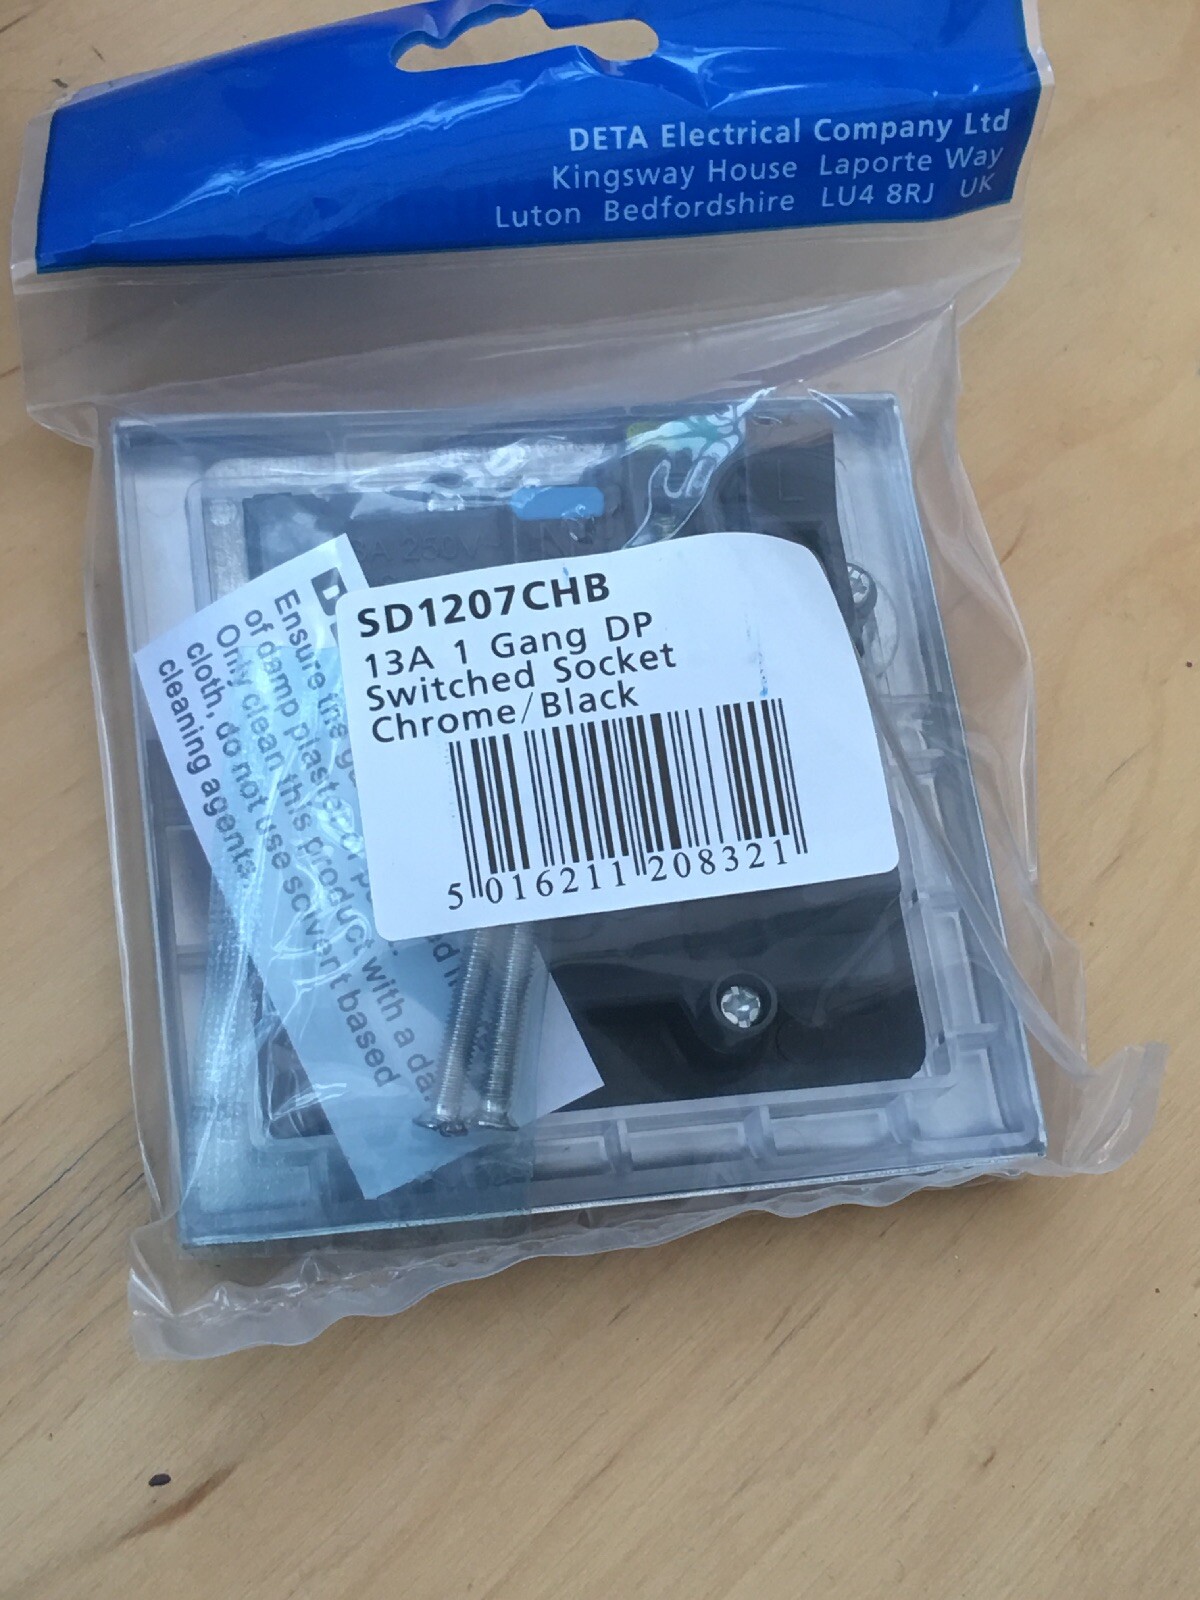 DETA Electrical Company Ltd
Kingsway House Laporte Way
Luton Bedfordshire LU4 8RJ UK
L
250V
SD1207CHB
13A 1 Gang DP
Switched Socket
Chrome/Black
5 016211 208321
Ensure the
of damp plaster or
Only clean this product with a
cloth, do not use solvent based
cleaning agents.